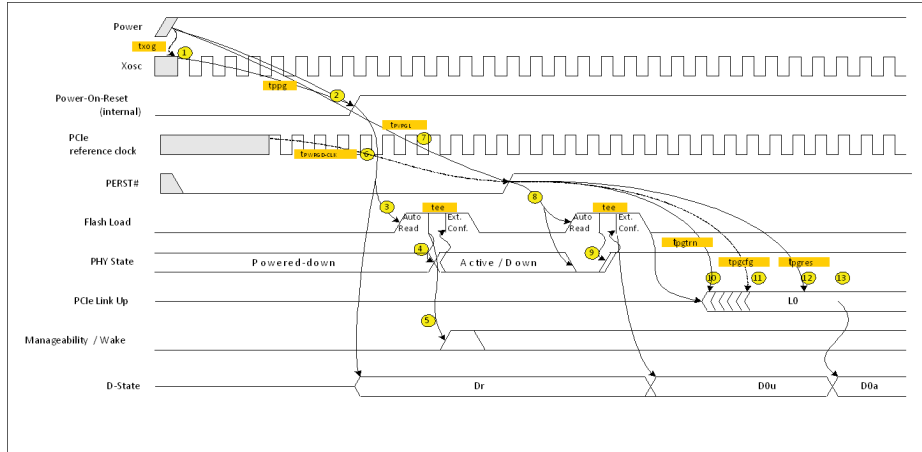 Power
txog
1
Xosc
tppg
2
Power-On-Reset
(internal)
tPVPGL
7
PCIe
reference clock
tPWRGD-CLK
6
PERST#
8
3
tee
tee
Flash Load
Auto
Read
Ext.
Conf.
Auto
Read
Ext.
Conf.
tpgtrn
4
9
tpgcfg
tpgres
PHY State
Powered-down
Active / Down
10
11
12
13
PCIe Link Up
L0
5
Manageability / Wake
D-State
Dr
D0u
D0a